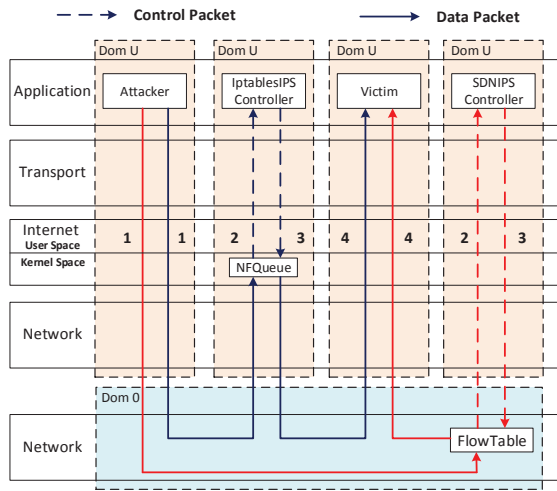 Control Packet
Data Packet
Dom U
Dom U
Dom U
Dom U
Application
Attacker
IptablesIPS
Controller
Victim
SDNIPS
Controller
Transport
Internet
User Space
1
1
2
3
4
4
2
3
Kernel Space
NFQueue
Network
Dom 0
Network
FlowTable